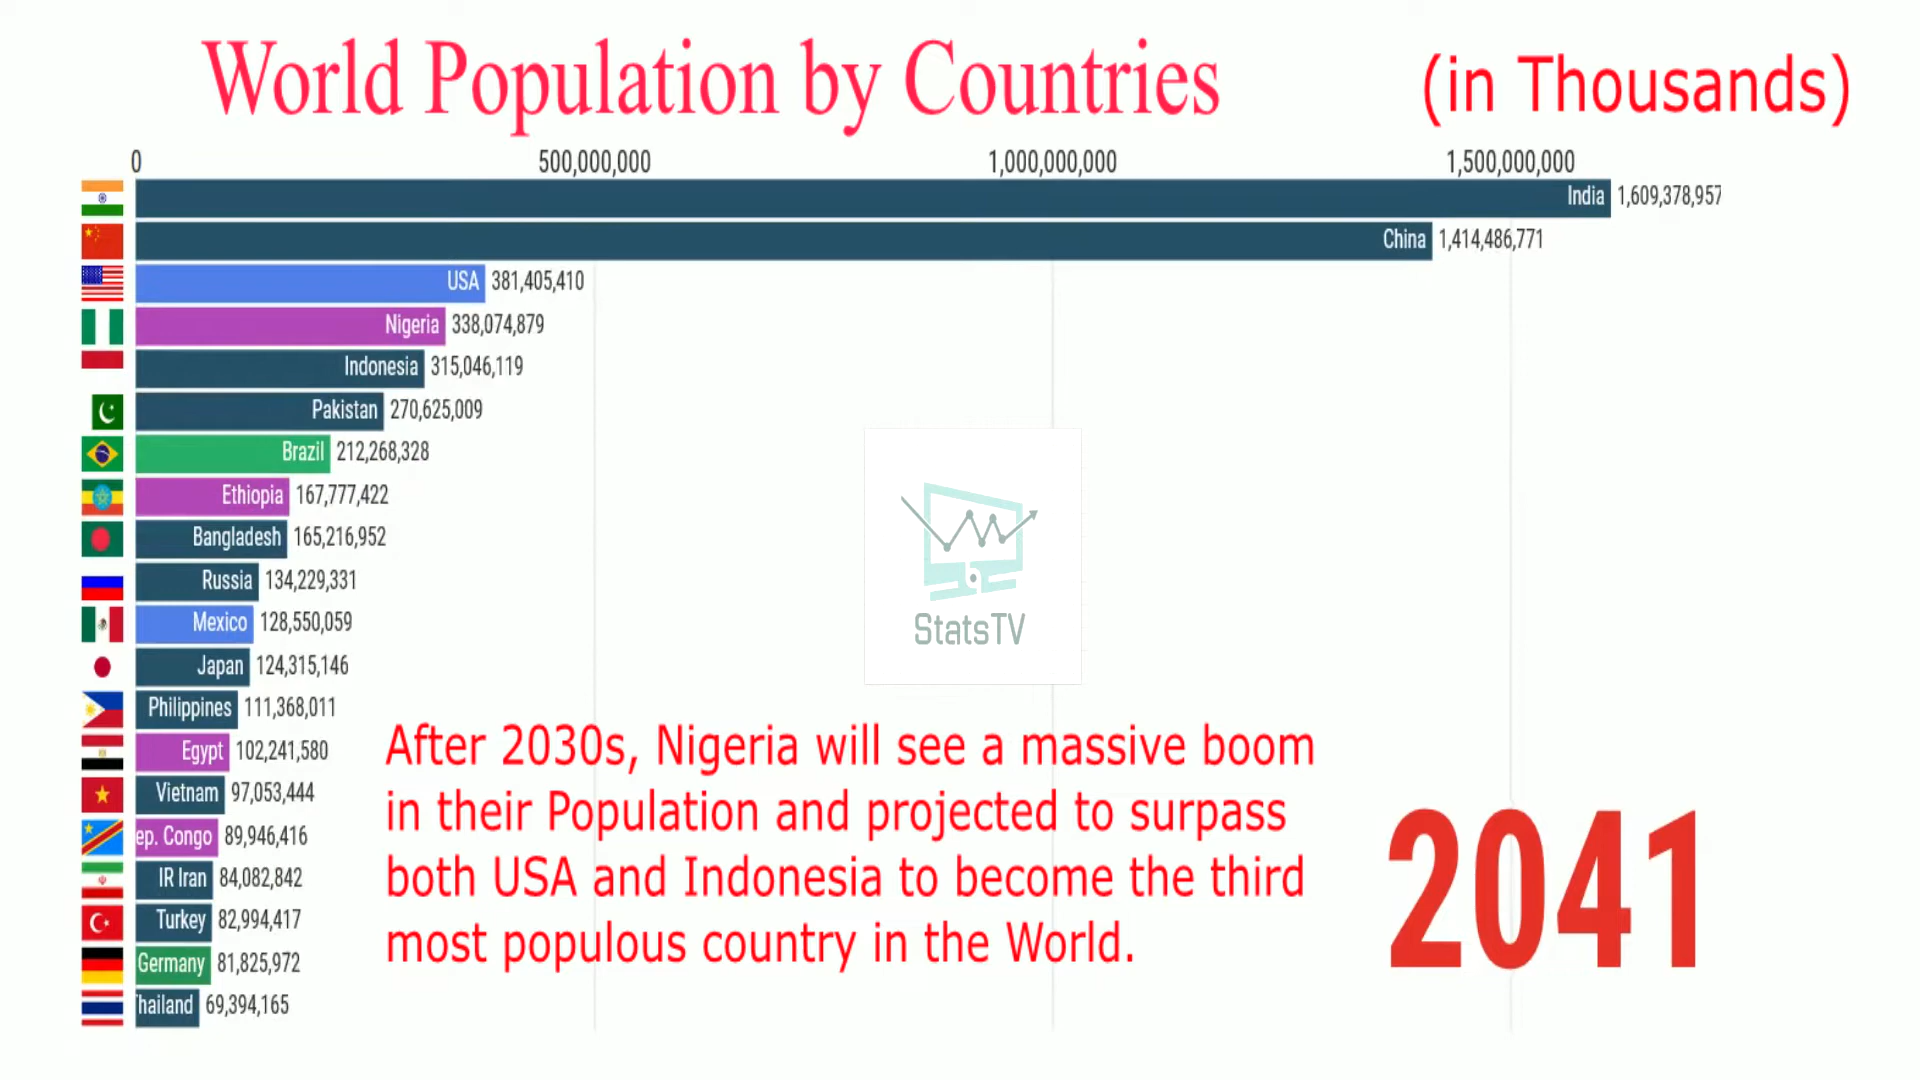 World Population by Countries (in Thousands)
0 500,000,000 1,000,000,000 1,500,000,000
India 1,609,378,957
China 1,414,486,771
USA 381,405,410
Nigeria 338,074,879
Indonesia 315,046,119
Pakistan 270,625,009
Brazil 212,268,328
Ethiopia 167,777,422
Bangladesh 165,216,952
Russia 134,229,331
Mexico 128,550,059
Japan 124,315,146
Philippines 111,368,011
Egypt 102,241,580
Vietnam 97,053,444
ep. Congo 89,946,416
IR Iran 84,082,842
Turkey 82,994,417
Germany 81,825,972
Thailand 69,394,165
StatsTV
After 2030s, Nigeria will see a massive boom
in their Population and projected to surpass
both USA and Indonesia to become the third
most populous country in the World.
2041